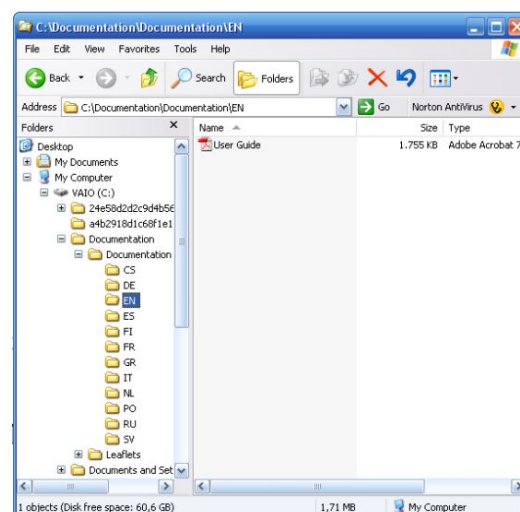 C:\Documentation\Documentation\EN
File Edit View Favorites Tools Help
Back Search Folders
Address C:\Documentation\Documentation\EN Go Norton AntiVirus
Folders X Name Size Type
Desktop User Guide 1.755 KB Adobe Acrobat 7
My Documents
My Computer
VAIO (C:)
24e58d2d2c9d4b56
a4b2918d1c68f1e1
Documentation
Documentation
CS
DE
EN
ES
FI
FR
GR
IT
NL
PO
RU
SV
Leaflets
Documents and Set
1 objects (Disk free space: 60,6 GB) 1,71 MB My Computer